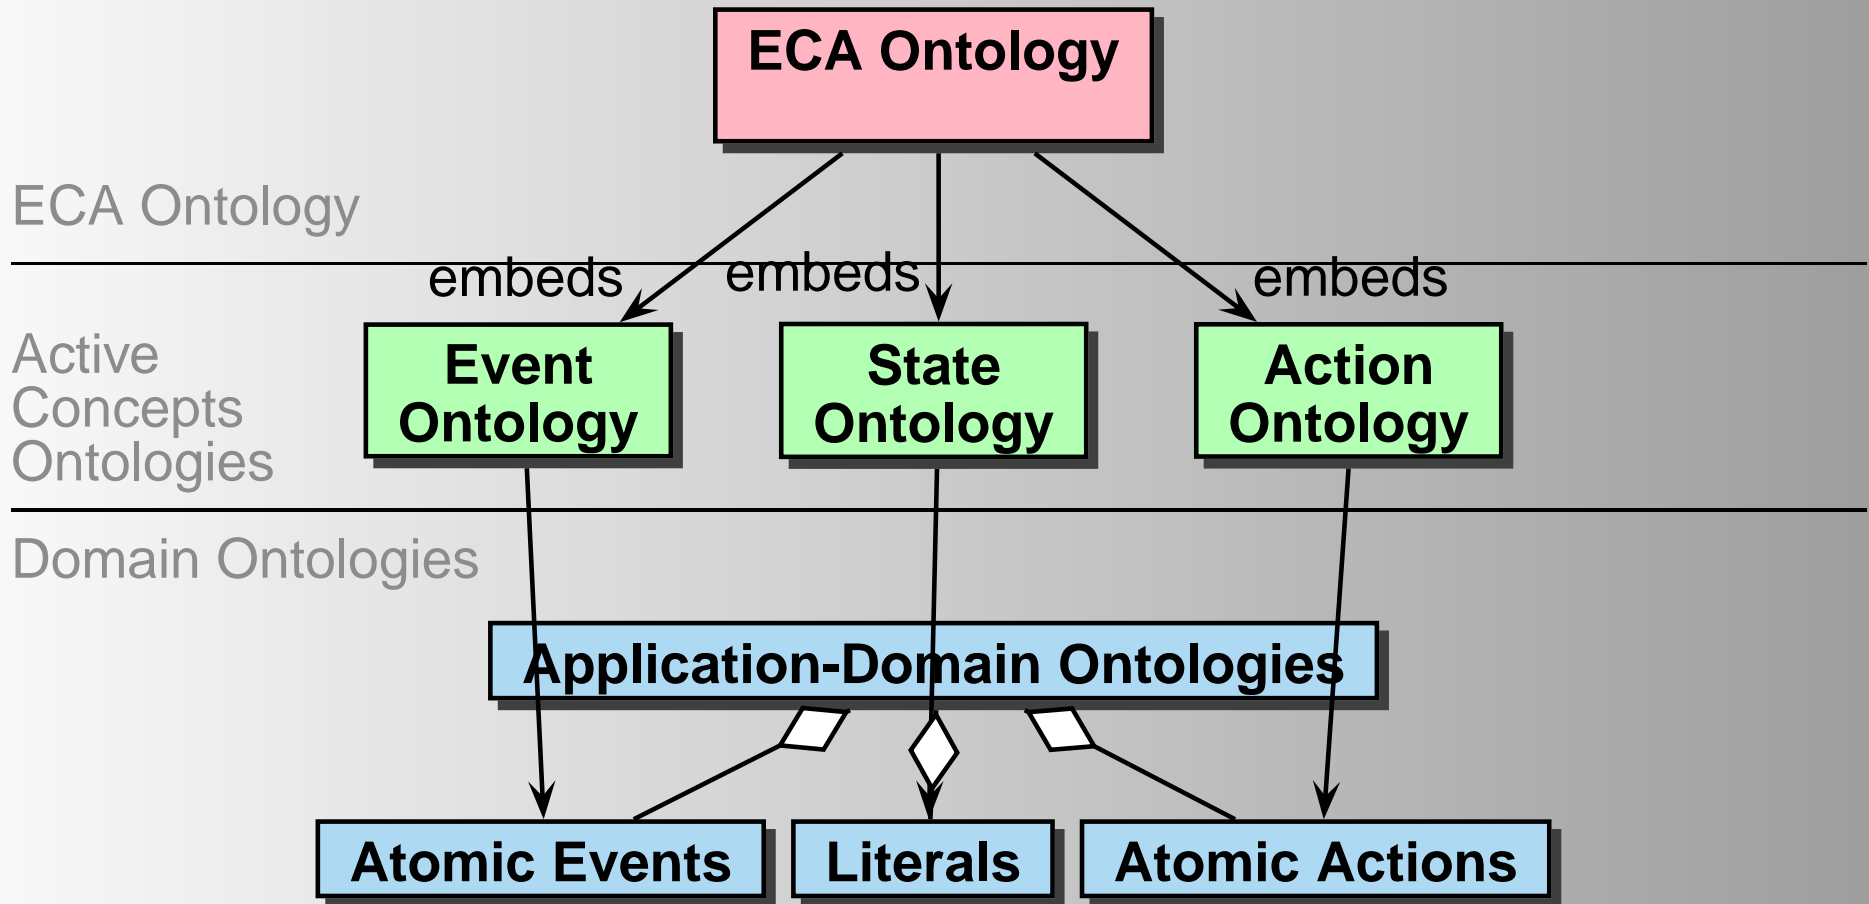 ECA Ontology
ECA Ontology
embeds
embeds
embeds
Active
Concepts
Ontologies
Event
Ontology
State
Ontology
Action
Ontology
Domain Ontologies
Application-Domain Ontologies
Atomic Events
Literals
Atomic Actions